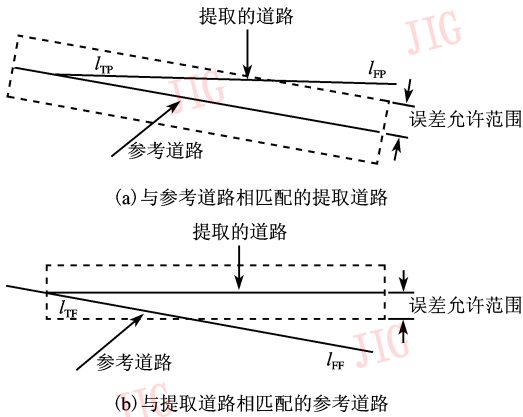 提取的道路
JIG
lTP
lFP
JIG
误差允许范围
参考道路
(a)与参考道路相匹配的提取道路
提取的道路
lTF
误差允许范围
JIG
参考道路
lFF
(b)与提取道路相匹配的参考道路
JIG